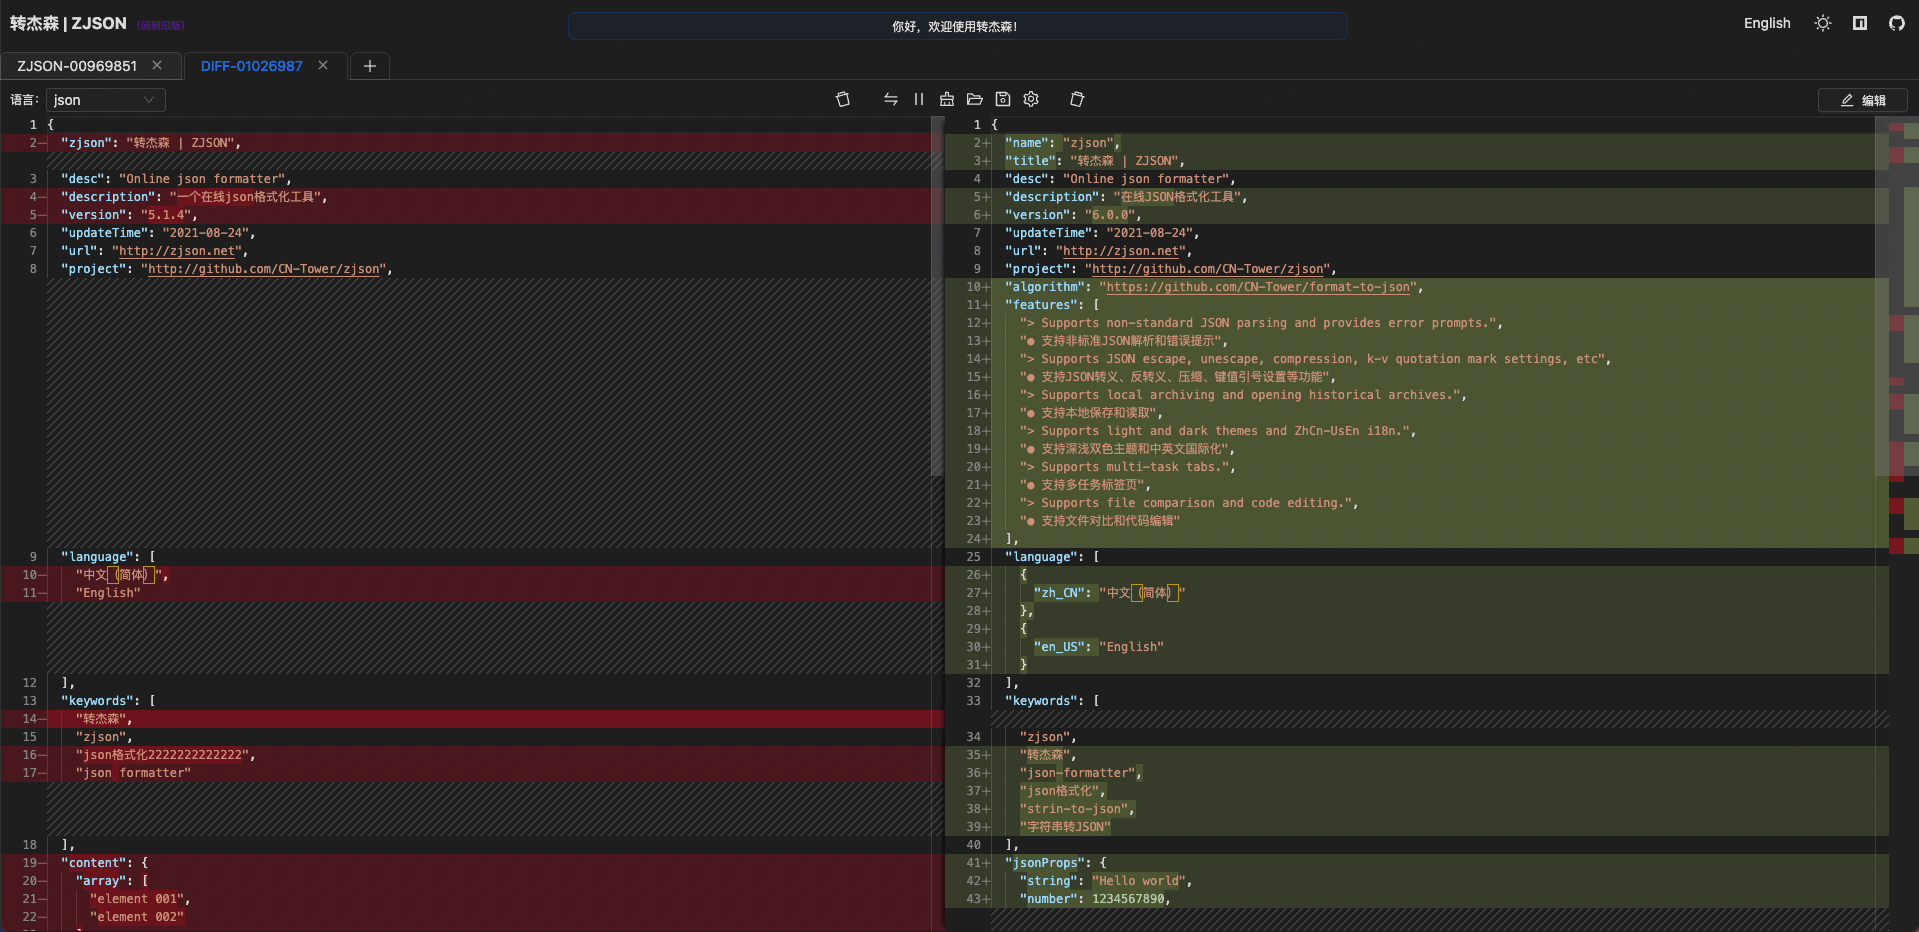 转杰森 | ZJSON (回到旧版)
你好，欢迎使用转杰森！
English
ZJSON-00969851
DIFF-01026987
语言：
json
编辑
1 {
2— "zjson": "转杰森 | ZJSON",
3 "desc": "Online json formatter",
4— "description": "一个在线json格式化工具",
5— "version": "5.1.4",
6 "updateTime": "2021-08-24",
7 "url": "http://zjson.net",
8 "project": "http://github.com/CN-Tower/zjson",
9 "language": [
10— "中文（简体）",
11— "English"
12 ],
13 "keywords": [
14— "转杰森",
15 "zjson",
16— "json格式化2222222222222",
17— "json formatter"
18 ],
19— "content": {
20— "array": [
21— "element 001",
22— "element 002"
1 {
2+ "name": "zjson",
3+ "title": "转杰森 | ZJSON",
4 "desc": "Online json formatter",
5+ "description": "在线JSON格式化工具",
6+ "version": "6.0.0",
7 "updateTime": "2021-08-24",
8 "url": "http://zjson.net",
9 "project": "http://github.com/CN-Tower/zjson",
10+ "algorithm": "https://github.com/CN-Tower/format-to-json",
11+ "features": [
12+ "> Supports non-standard JSON parsing and provides error prompts.",
13+ "● 支持非标准JSON解析和错误提示",
14+ "> Supports JSON escape, unescape, compression, k-v quotation mark settings, etc",
15+ "● 支持JSON转义、反转义、压缩、键值引号设置等功能",
16+ "> Supports local archiving and opening historical archives.",
17+ "● 支持本地保存和读取",
18+ "> Supports light and dark themes and ZhCn-UsEn i18n.",
19+ "● 支持深浅双色主题和中英文国际化",
20+ "> Supports multi-task tabs.",
21+ "● 支持多任务标签页",
22+ "> Supports file comparison and code editing.",
23+ "● 支持文件对比和代码编辑"
24+ ],
25 "language": [
26+ {
27+ "zh_CN": "中文（简体）"
28+ },
29+ {
30+ "en_US": "English"
31+ }
32 ],
33 "keywords": [
34 "zjson",
35+ "转杰森",
36+ "json-formatter",
37+ "json格式化",
38+ "strin-to-json",
39+ "字符串转JSON"
40 ],
41+ "jsonProps": {
42+ "string": "Hello world",
43+ "number": 1234567890,